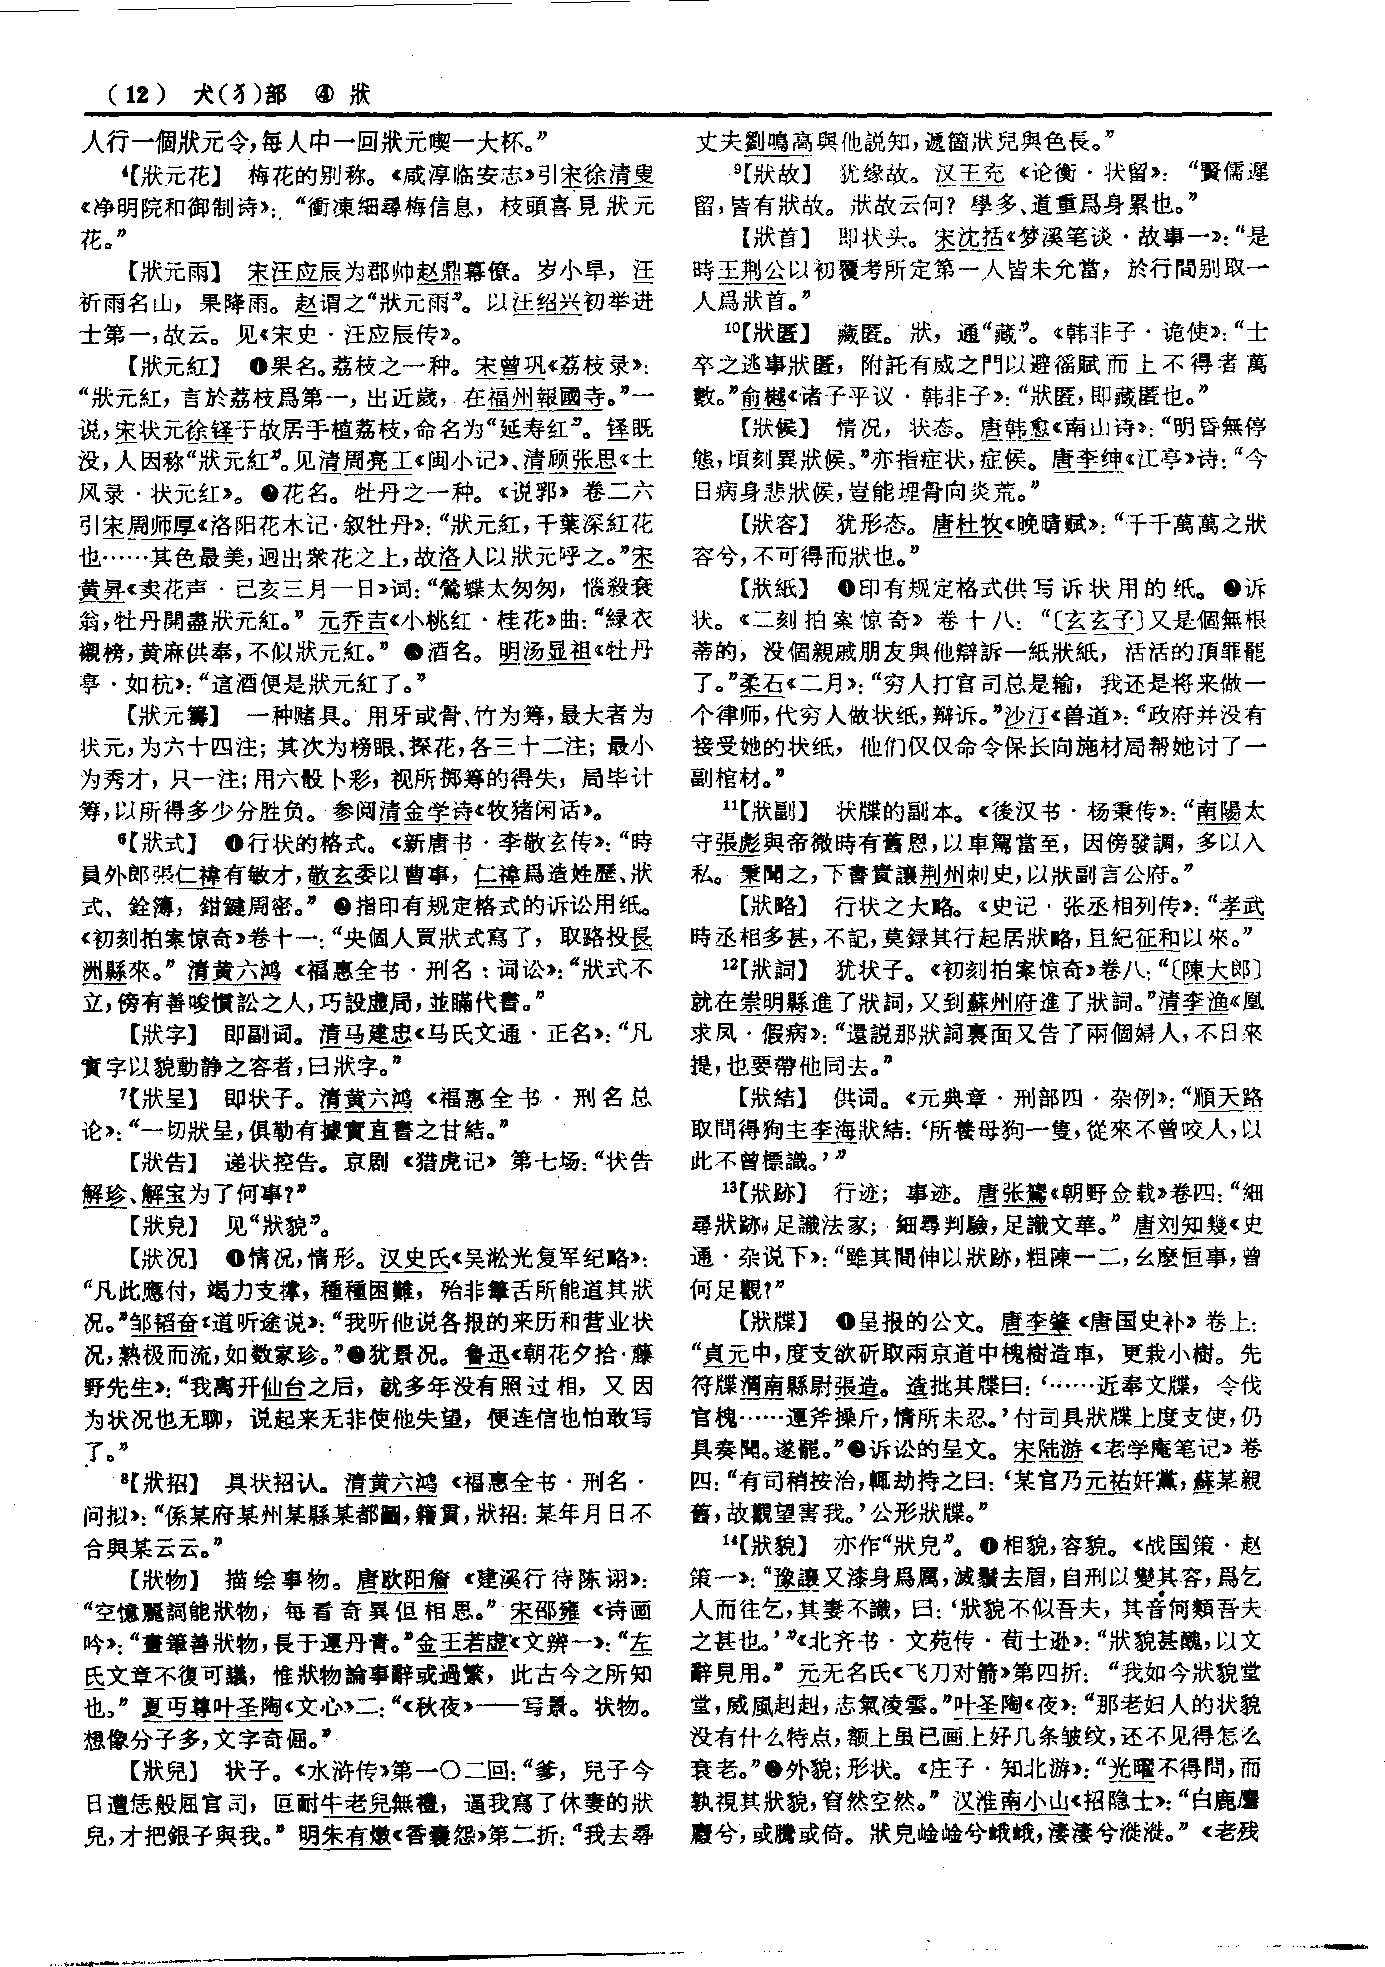 （12） 犬(犭)部 ④ 狀
人行一個狀元令，每人中一回狀元喫一大杯。”
⁴【狀元花】 梅花的别称。《咸淳临安志》引宋徐清叟
《净明院和御制诗》：“衝凍細尋梅信息，枝頭喜見狀元
花。”
【狀元雨】 宋汪应辰为郡帅赵鼎幕僚。岁小旱，汪
祈雨名山，果降雨。赵谓之“狀元雨”。以汪绍兴初举进
士第一，故云。见《宋史·汪应辰传》。
【狀元紅】 ❶果名。荔枝之一种。宋曾巩《荔枝录》：
“狀元紅，言於荔枝爲第一，出近歲，在福州報國寺。”一
说，宋状元徐铎于故居手植荔枝，命名为“延寿红”。铎既
没，人因称“狀元紅”。见清周亮工《闽小记》、清顾张思《土
风录·状元红》。❷花名。牡丹之一种。《说郛》卷二六
引宋周师厚《洛阳花木记·叙牡丹》：“狀元紅，千葉深紅花
也……其色最美，迥出衆花之上，故洛人以狀元呼之。”宋
黄昇《卖花声·己亥三月一日》词：“鶯蝶太匆匆，惱殺衰
翁，牡丹開盡狀元紅。” 元乔吉《小桃红·桂花》曲：“緑衣
襯榜，黄麻供奉，不似狀元紅。” ❸酒名。明汤显祖《牡丹
亭·如杭》：“這酒便是狀元紅了。”
【狀元籌】 一种赌具。用牙或骨、竹为筹，最大者为
状元，为六十四注；其次为榜眼、探花，各三十二注；最小
为秀才，只一注；用六骰卜彩，视所掷筹的得失，局毕计
筹，以所得多少分胜负。参阅清金学诗《牧猪闲话》。
⁶【狀式】 ❶行状的格式。《新唐书·李敬玄传》：“時
員外郎張仁禕有敏才，敬玄委以曹事，仁禕爲造姓歷、狀
式、銓簿，鉗鍵周密。” ❷指印有规定格式的诉讼用纸。
《初刻拍案惊奇》卷十一：“央個人買狀式寫了，取路投長
洲縣來。” 清黄六鸿《福惠全书·刑名：词讼》：“狀式不
立，傍有善唆慣訟之人，巧設虚局，並瞞代書。”
【狀字】 即副词。清马建忠《马氏文通·正名》：“凡
實字以貌動静之容者，曰狀字。”
⁷【狀呈】 即状子。清黄六鸿《福惠全书·刑名总
论》：“一切狀呈，俱勒有據實直書之甘結。”
【狀告】 递状控告。京剧《猎虎记》第七场：“状告
解珍、解宝为了何事？”
【狀皃】 见“狀貌”。
【狀况】 ❶情况，情形。汉史氏《吴淞光复军纪略》：
“凡此應付，竭力支撑，種種困難，殆非筆舌所能道其狀
况。”邹韬奋《道听途说》：“我听他说各报的来历和营业状
况，熟极而流，如数家珍。”❷犹景况。鲁迅《朝花夕拾·藤
野先生》：“我离开仙台之后，就多年没有照过相，又因
为状况也无聊，说起来无非使他失望，便连信也怕敢写
了。”
⁸【狀招】 具状招认。清黄六鸿《福惠全书·刑名·
问拟》：“係某府某州某縣某都圖，籍貫，狀招：某年月日不
合與某云云。”
【狀物】 描绘事物。唐欧阳詹《建溪行待陈诩》：
“空憶麗詞能狀物，每看奇異但相思。” 宋邵雍《诗画
吟》：“畫筆善狀物，長于運丹青。”金王若虚《文辨一》：“左
氏文章不復可議，惟狀物論事辭或過繁，此古今之所知
也。” 夏丏尊叶圣陶《文心》二：“《秋夜》——写景。状物。
想像分子多，文字奇倔。”
【狀兒】 状子。《水浒传》第一〇二回：“爹，兒子今
日遭恁般屈官司，叵耐牛老兒無禮，逼我寫了休妻的狀
兒，才把銀子與我。” 明朱有燉《香囊怨》第二折：“我去尋
丈夫劉鳴高與他説知，遞箇狀兒與色長。”
⁹【狀故】 犹缘故。汉王充《论衡·状留》：“賢儒遲
留，皆有狀故。狀故云何？學多、道重爲身累也。”
【狀首】 即状头。宋沈括《梦溪笔谈·故事一》：“是
時王荆公以初覆考所定第一人皆未允當，於行間别取一
人爲狀首。”
¹⁰【狀匿】 藏匿。狀，通“藏”。《韩非子·诡使》：“士
卒之逃事狀匿，附託有威之門以避徭賦而上不得者萬
數。”俞樾《诸子平议·韩非子》：“狀匿，即藏匿也。”
【狀候】 情况，状态。唐韩愈《南山诗》：“明昏無停
態，頃刻異狀候。”亦指症状，症候。唐李绅《江亭》诗：“今
日病身悲狀候，豈能埋骨向炎荒。”
【狀容】 犹形态。唐杜牧《晚晴赋》：“千千萬萬之狀
容兮，不可得而狀也。”
【狀紙】 ❶印有规定格式供写诉状用的纸。❷诉
状。《二刻拍案惊奇》卷十八：“〔玄玄子〕又是個無根
蒂的，没個親戚朋友與他辯訴一紙狀紙，活活的頂罪罷
了。”柔石《二月》：“穷人打官司总是输，我还是将来做一
个律师，代穷人做状纸，辩诉。”沙汀《兽道》：“政府并没有
接受她的状纸，他们仅仅命令保长向施材局帮她讨了一
副棺材。”
¹¹【狀副】 状牒的副本。《後汉书·杨秉传》：“南陽太
守張彪與帝微時有舊恩，以車駕當至，因傍發調，多以入
私。秉聞之，下書責讓荆州刺史，以狀副言公府。”
【狀略】 行状之大略。《史记·张丞相列传》：“孝武
時丞相多甚，不記，莫録其行起居狀略，且紀征和以來。”
¹²【狀詞】 犹状子。《初刻拍案惊奇》卷八：“〔陳大郎〕
就在崇明縣進了狀詞，又到蘇州府進了狀詞。”清李渔《凰
求凤·假病》：“還説那狀詞裏面又告了兩個婦人，不日來
提，也要帶他同去。”
【狀結】 供词。《元典章·刑部四·杂例》：“順天路
取問得狗主李海狀結：‘所養母狗一隻，從來不曾咬人，以
此不曾標識。’”
¹³【狀跡】 行迹；事迹。唐张鷟《朝野佥载》卷四：“細
尋狀跡，足識法家；細尋判驗，足識文華。” 唐刘知幾《史
通·杂说下》：“雖其間伸以狀跡，粗陳一二，幺麽恒事，曾
何足觀？”
【狀牒】 ❶呈报的公文。唐李肇《唐国史补》卷上：
“貞元中，度支欲斫取兩京道中槐樹造車，更栽小樹。先
符牒渭南縣尉張造。造批其牒曰：‘……近奉文牒，令伐
官槐……運斧操斤，情所未忍。’付司具狀牒上度支使，仍
具奏聞。遂罷。”❷诉讼的呈文。宋陆游《老学庵笔记》卷
四：“有司稍按治，輒劫持之曰：‘某官乃元祐奸黨，蘇某親
舊，故觀望害我。’公形狀牒。”
¹⁴【狀貌】 亦作“狀皃”。❶相貌，容貌。《战国策·赵
策一》：“豫讓又漆身爲厲，滅鬚去眉，自刑以變其容，爲乞
人而往乞，其妻不識，曰：‘狀貌不似吾夫，其音何類吾夫
之甚也。’”《北齐书·文苑传·荀士逊》：“狀貌甚醜，以文
辭見用。” 元无名氏《飞刀对箭》第四折：“我如今狀貌堂
堂，威風赳赳，志氣凌雲。”叶圣陶《夜》：“那老妇人的状貌
没有什么特点，额上虽已画上好几条皱纹，还不见得怎么
衰老。”❷外貌；形状。《庄子·知北游》：“光曜不得問，而
孰視其狀貌，窅然空然。” 汉淮南小山《招隐士》：“白鹿麏
麚兮，或騰或倚。狀皃崯崯兮峨峨，淒淒兮漇漇。”《老残